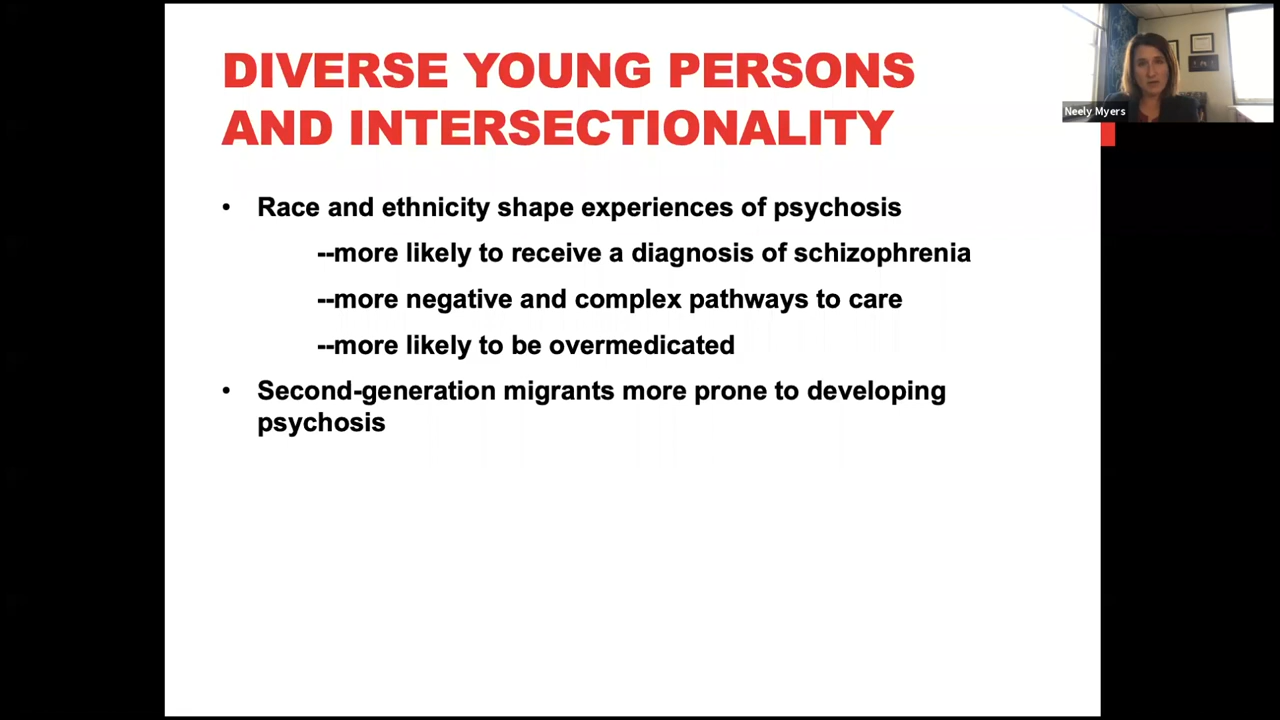 DIVERSE YOUNG PERSONS
AND INTERSECTIONALITY
• Race and ethnicity shape experiences of psychosis
--more likely to receive a diagnosis of schizophrenia
--more negative and complex pathways to care
--more likely to be overmedicated
• Second-generation migrants more prone to developing
psychosis
Neely Myers